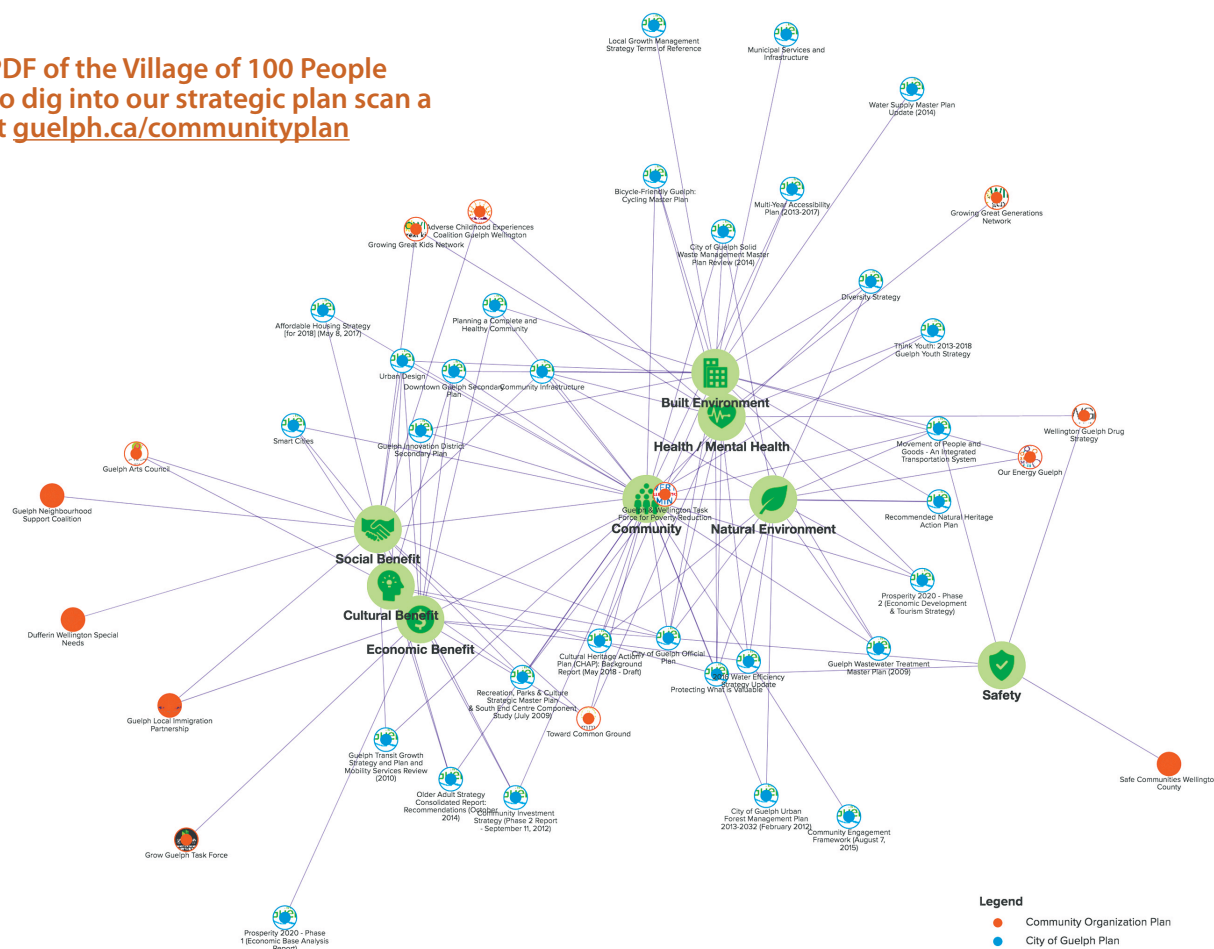 PDF of the Village of 100 People
o dig into our strategic plan scan a
t guelph.ca/communityplan
Local Growth Management
Strategy Terms of Reference
Municipal Services and
Infrastructure
Water Supply Master Plan
Update (2014)
Bicycle-Friendly Guelph:
Cycling Master Plan
Multi-Year Accessibility
Plan (2013-2017)
Growing Great Generations
Network
Adverse Childhood Experiences
Coalition Guelph Wellington
Growing Great Kids Network
City of Guelph Solid
Waste Management Master
Plan Review (2014)
Diversity Strategy
Affordable Housing Strategy
[for 2018] (May 8, 2017)
Planning a Complete and
Healthy Community
Think Youth: 2013-2018
Guelph Youth Strategy
Urban Design
Downtown Guelph Secondary
Plan
Community Infrastructure
Built Environment
Health / Mental Health
Smart Cities
Guelph Innovation District
Secondary Plan
Wellington Guelph Drug
Strategy
Movement of People and
Goods - An Integrated
Transportation System
Our Energy Guelph
Guelph Arts Council
Guelph Neighbourhood
Support Coalition
Guelph & Wellington Task
Force for Poverty Reduction
Community
Natural Environment
Recommended Natural Heritage
Action Plan
Social Benefit
Cultural Benefit
Economic Benefit
Prosperity 2020 - Phase
2 (Economic Development
& Tourism Strategy)
Dufferin Wellington Special
Needs
Cultural Heritage Action
Plan (CHAP): Background
Report (May 2018 - Draft)
City of Guelph Official
Plan
2016 Water Efficiency
Strategy Update
Protecting What is Valuable
Guelph Wastewater Treatment
Master Plan (2009)
Safety
Recreation, Parks & Culture
Strategic Master Plan
& South End Centre Component
Study (July 2009)
Toward Common Ground
Guelph Local Immigration
Partnership
Guelph Transit Growth
Strategy and Plan and
Mobility Services Review
(2010)
Safe Communities Wellington
County
Older Adult Strategy
Consolidated Report:
Recommendations (October
2014)
Community Investment
Strategy (Phase 2 Report
- September 11, 2012)
City of Guelph Urban
Forest Management Plan
2013-2032 (February 2012)
Community Engagement
Framework (August 7,
2015)
Grow Guelph Task Force
Prosperity 2020 - Phase
1 (Economic Base Analysis
Report)
Legend
Community Organization Plan
City of Guelph Plan